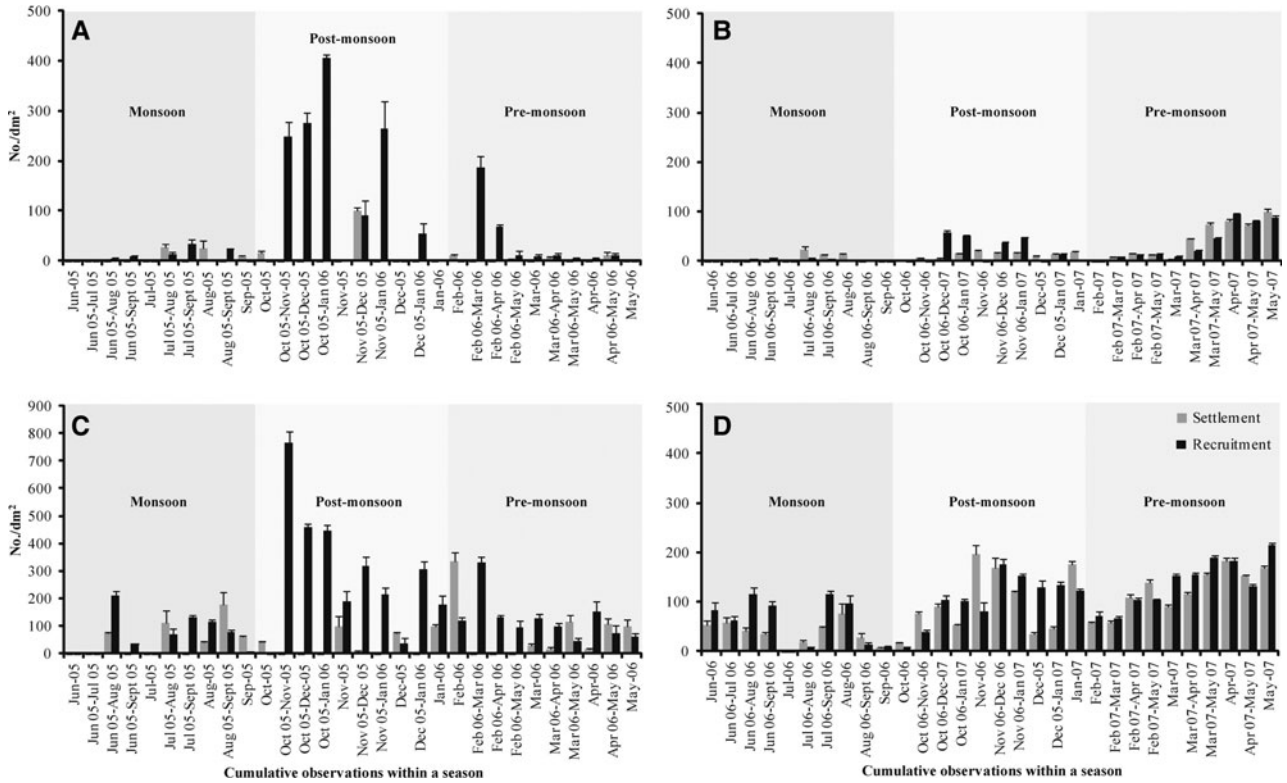 A
Monsoon
Post-monsoon
Pre-monsoon
No./dm²
500
400
300
200
100
0
Jun-05
Jun 05-Jul 05
Jun 05-Aug 05
Jun 05-Sept 05
Jul-05
Jul 05-Aug 05
Jul 05-Sept 05
Aug-05
Aug 05-Sept 05
Sep-05
Oct-05
Oct 05-Nov-05
Oct 05-Dec 05
Oct 05-Jan 06
Nov-05
Nov 05-Dec 05
Nov 05-Jan 06
Dec-05
Dec 05-Jan 06
Jan-06
Feb-06
Feb 06-Mar 06
Feb 06-Apr 06
Feb 06-May 06
Mar-06
Mar 06-Apr 06
Mar 06-May 06
Apr-06
Apr 06-May 06
May-06
B
Monsoon
Post-monsoon
Pre-monsoon
500
400
300
200
100
0
Jun-06
Jun 06-Jul 06
Jun 06-Aug 06
Jun 06-Sept 06
Jul-06
Jul 06-Aug 06
Jul 06-Sept 06
Aug-06
Aug 06-Sept 06
Sep-06
Oct-06
Oct 06-Nov-06
Oct 06-Dec 07
Oct 06-Jan 07
Nov-06
Nov 06-Dec 06
Nov 06-Jan 07
Dec-05
Dec 05-Jan 07
Jan-07
Feb-07
Feb 07-Mar 07
Feb 07-Apr 07
Feb 07-May 07
Mar-07
Mar 07-Apr 07
Mar 07-May 07
Apr-07
Apr 07-May 07
May-07
C
Monsoon
Post-monsoon
Pre-monsoon
No./dm²
900
800
700
600
500
400
300
200
100
0
Jun-05
Jun 05-Jul 05
Jun 05-Aug 05
Jun 05-Sept 05
Jul-05
Jul 05-Aug 05
Jul 05-Sept 05
Aug-05
Aug 05-Sept 05
Sep-05
Oct-05
Oct 05-Nov-05
Oct 05-Dec 05
Oct 05-Jan 06
Nov-05
Nov 05-Dec 05
Nov 05-Jan 06
Dec-05
Dec 05-Jan 06
Jan-06
Feb-06
Feb 06-Mar 06
Feb 06-Apr 06
Feb 06-May 06
Mar-06
Mar 06-Apr 06
Mar 06-May 06
Apr-06
Apr 06-May 06
May-06
Cumulative observations within a season
D
Settlement
Recruitment
Monsoon
Post-monsoon
Pre-monsoon
500
400
300
200
100
0
Jun-06
Jun 06-Jul 06
Jun 06-Aug 06
Jun 06-Sept 06
Jul-06
Jul 06-Aug 06
Jul 06-Sept 06
Aug-06
Aug 06-Sept 06
Sep-06
Oct-06
Oct 06-Nov-06
Oct 06-Dec 06
Oct 06-Jan 07
Nov-06
Nov 06-Dec 06
Nov 06-Jan 07
Dec-05
Dec 05-Jan 07
Jan-07
Feb-07
Feb 07-Mar 07
Feb 07-Apr 07
Feb 07-May 07
Mar-07
Mar 07-Apr 07
Mar 07-May 07
Apr-07
Apr 07-May 07
May-07
Cumulative observations within a season